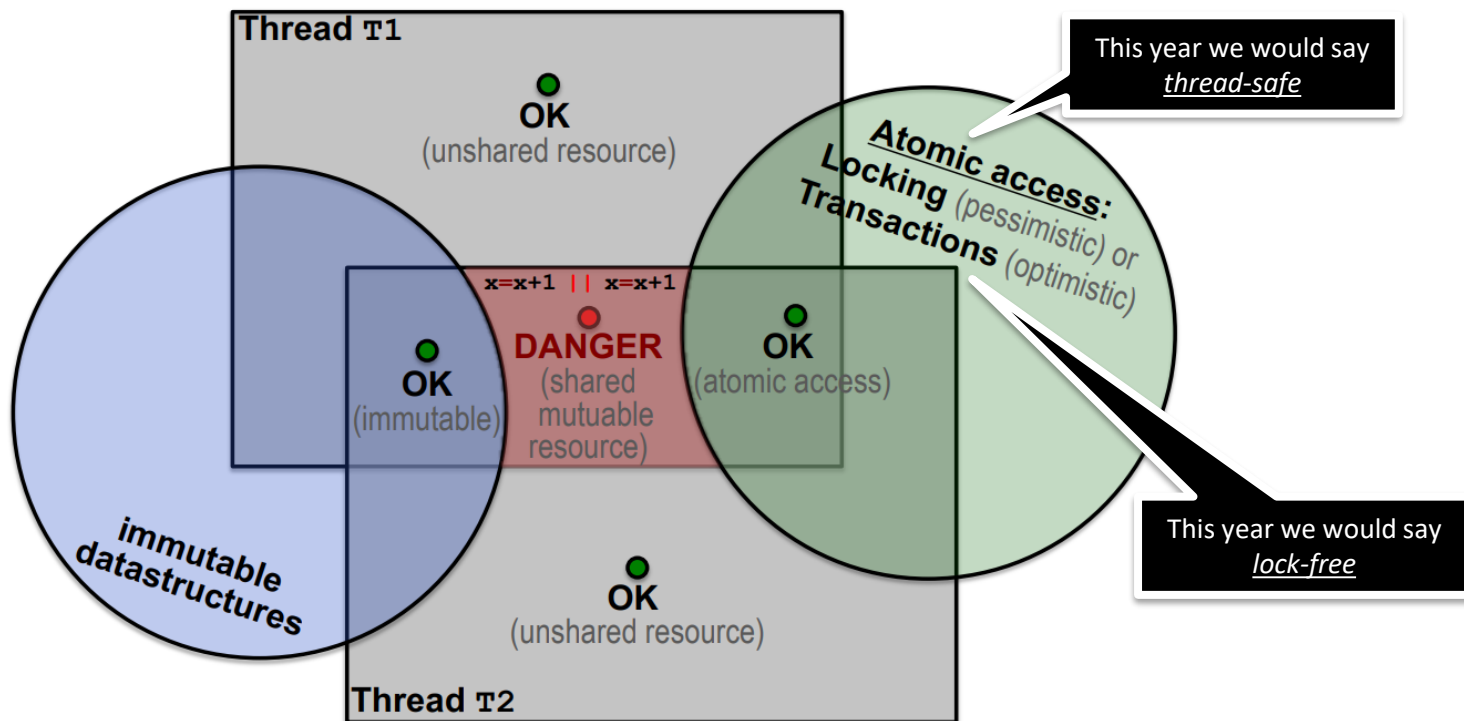 Thread T1
This year we would say
thread-safe
OK
(unshared resource)
Atomic access:
Locking (pessimistic) or
Transactions (optimistic)
x=x+1 || x=x+1
DANGER
(shared
mutuable
resource)
OK
(atomic access)
OK
(immutable)
This year we would say
lock-free
immutable
datastructures
OK
(unshared resource)
Thread T2